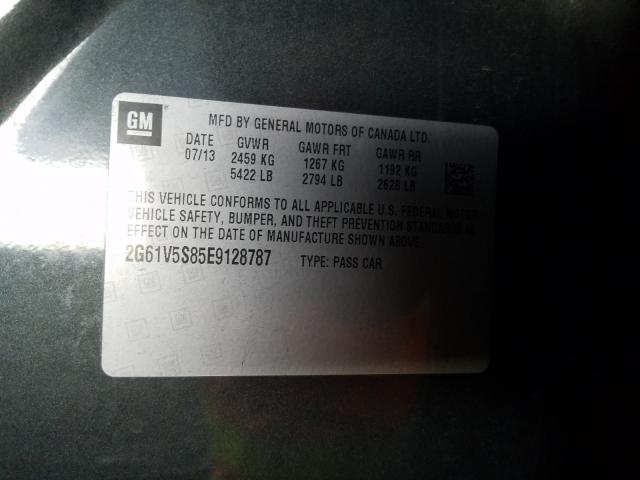 GM
MFD BY GENERAL MOTORS OF CANADA LTD.
DATE GVWR GAWR FRT GAWR RR
07/13 2459 KG 1267 KG 1192 KG
5422 LB 2794 LB 2628 LB
THIS VEHICLE CONFORMS TO ALL APPLICABLE U.S. FEDERAL MOTOR
VEHICLE SAFETY, BUMPER, AND THEFT PREVENTION STANDARDS IN
EFFECT ON THE DATE OF MANUFACTURE SHOWN ABOVE.
2G61V5S85E9128787 TYPE: PASS CAR